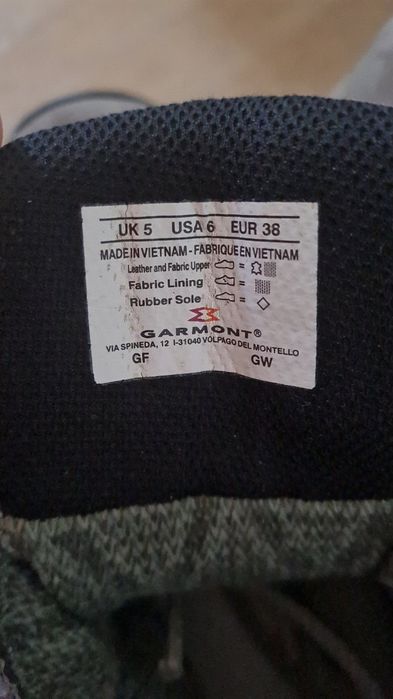 UK 5 USA 6 EUR 38
MADE IN VIETNAM - FABRIQUE EN VIETNAM
Leather and Fabric Upper =
Fabric Lining =
Rubber Sole =
GARMONT®
VIA SPINEDA, 12 I-31040 VOLPAGO DEL MONTELLO
GF GW